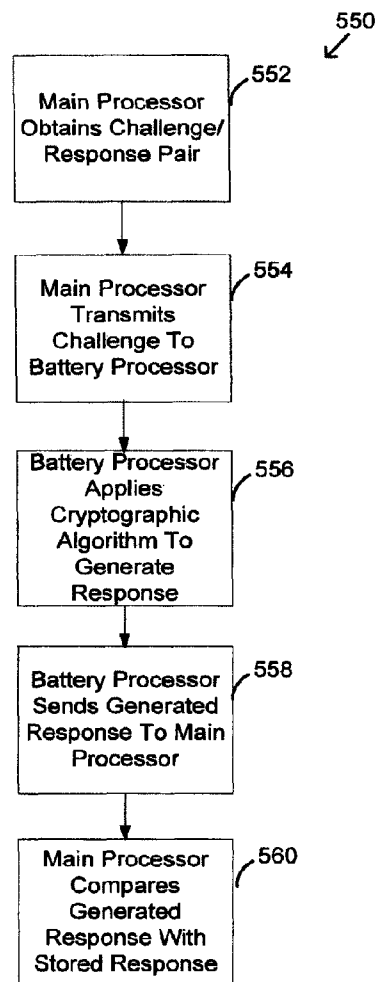 550
552
Main Processor
Obtains Challenge/
Response Pair
554
Main Processor
Transmits
Challenge To
Battery Processor
556
Battery Processor
Applies
Cryptographic
Algorithm To
Generate
Response
558
Battery Processor
Sends Generated
Response To Main
Processor
560
Main Processor
Compares
Generated
Response With
Stored Response